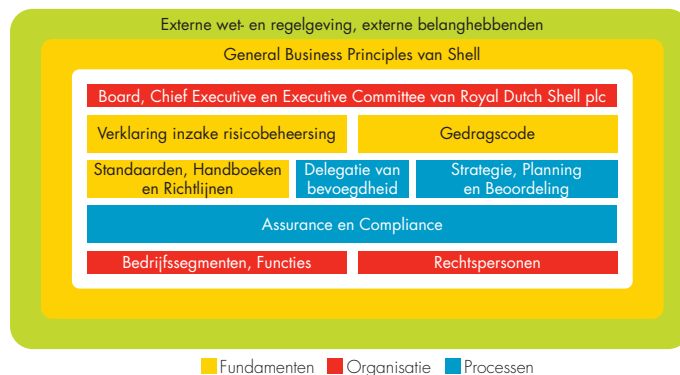 Externe wet- en regelgeving, externe belanghebbenden
General Business Principles van Shell
Board, Chief Executive en Executive Committee van Royal Dutch Shell plc
Verklaring inzake risicobeheersing
Gedragscode
Standaarden, Handboeken
en Richtlijnen
Delegatie van
bevoegdheid
Strategie, Planning
en Beoordeling
Assurance en Compliance
Bedrijfssegmenten, Functies
Rechtspersonen
Fundamenten Organisatie Processen